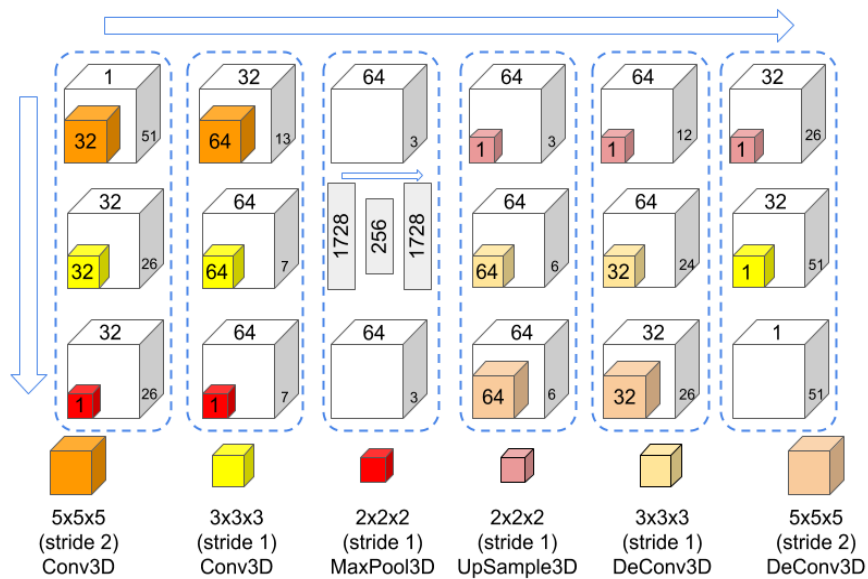 1
32
51
32
32
26
32
1
26
32
64
13
64
64
7
64
1
7
64
3
1728
256
1728
64
3
64
1
3
64
64
6
64
64
6
64
1
12
64
32
24
32
32
26
32
1
26
32
1
51
1
51
5x5x5
(stride 2)
Conv3D
3x3x3
(stride 1)
Conv3D
2x2x2
(stride 1)
MaxPool3D
2x2x2
(stride 1)
UpSample3D
3x3x3
(stride 1)
DeConv3D
5x5x5
(stride 2)
DeConv3D